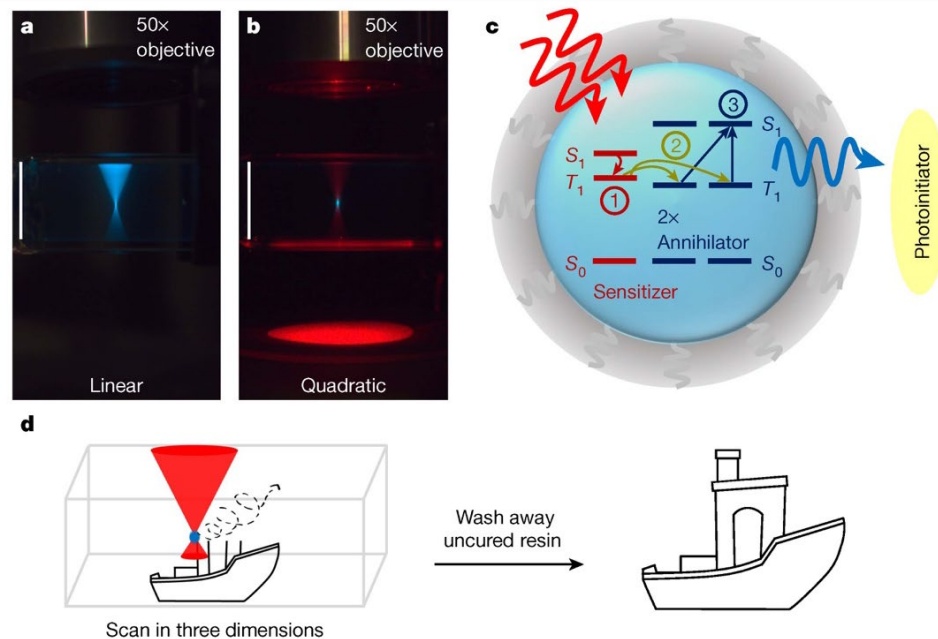 a
50×
objective
Linear
b
50×
objective
Quadratic
c
1
2
3
S₁
T₁
S₀
S₁
T₁
S₀
2×
Annihilator
Sensitizer
Photoinitiator
d
Scan in three dimensions
Wash away
uncured resin